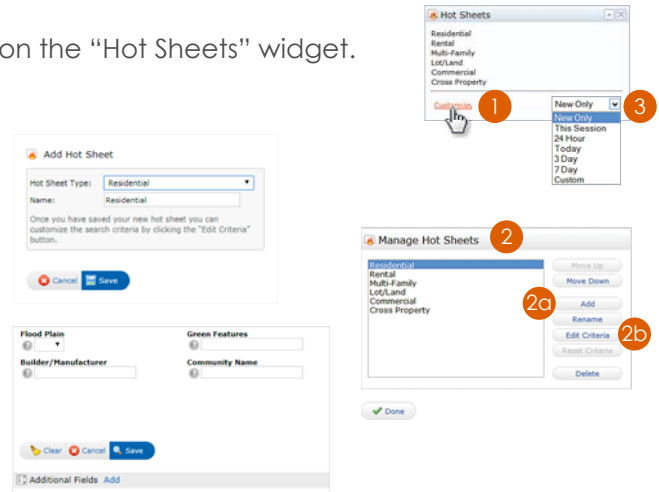 on the “Hot Sheets” widget.
Hot Sheets
Residential
Rental
Multi-Family
Lot/Land
Commercial
Cross Property
Customize
1
New Only
3
New Only
This Session
24 Hour
Today
3 Day
7 Day
Custom
Add Hot Sheet
Hot Sheet Type: Residential
Name: Residential
Once you have saved your new hot sheet you can
customize the search criteria by clicking the "Edit Criteria"
button.
Cancel Save
Manage Hot Sheets 2
Residential
Rental
Multi-Family
Lot/Land
Commercial
Cross Property
Move Up
Move Down
2a Add
Rename
Edit Criteria 2b
Reset Criteria
Delete
Done
Flood Plain Green Features
Builder/Manufacturer Community Name
Clear Cancel Save
Additional Fields Add